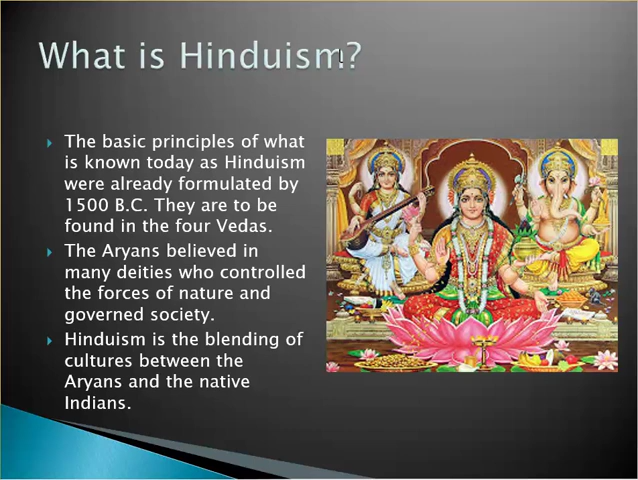 What is Hinduism?
The basic principles of what
is known today as Hinduism
were already formulated by
1500 B.C. They are to be
found in the four Vedas.
The Aryans believed in
many deities who controlled
the forces of nature and
governed society.
Hinduism is the blending of
cultures between the
Aryans and the native
Indians.